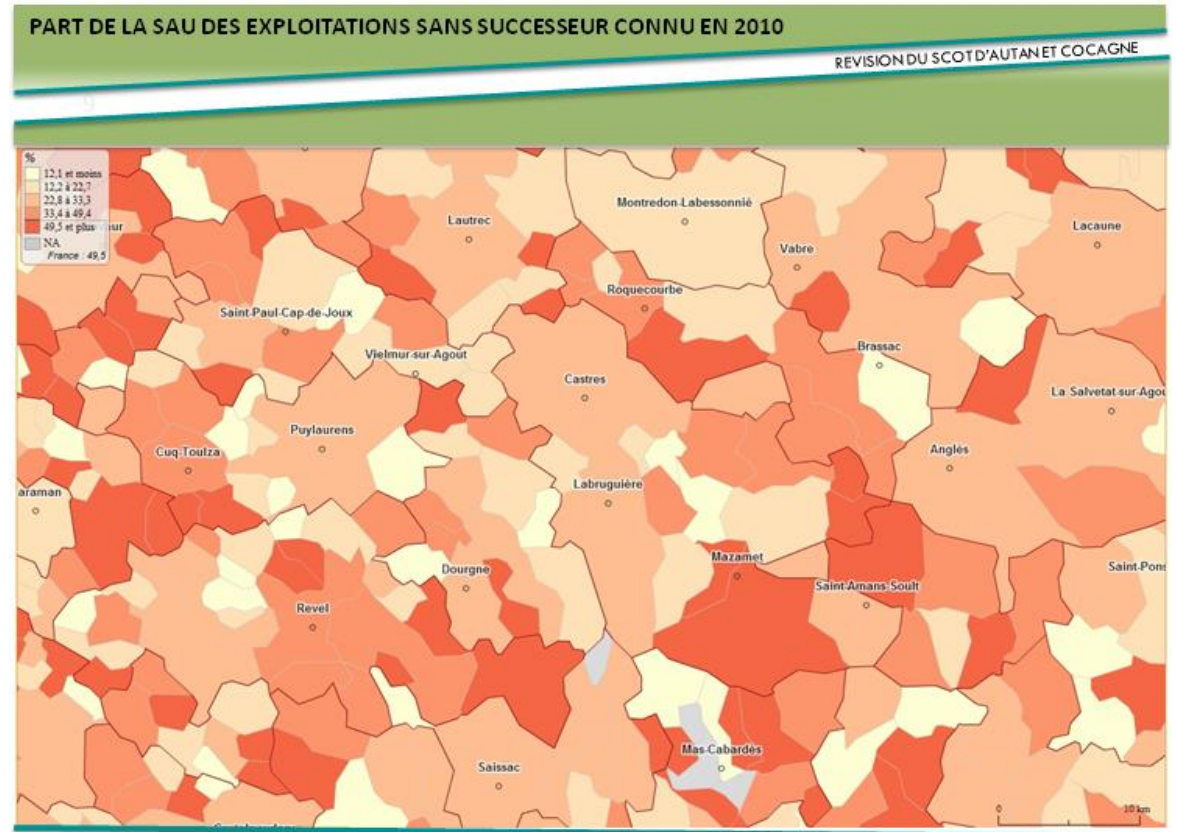 PART DE LA SAU DES EXPLOITATIONS SANS SUCCESSEUR CONNU EN 2010
REVISION DU SCOT D'AUTAN ET COCAGNE
%
12,1 et moins
12,2 à 22,7
22,8 à 33,3
33,4 à 49,4
49,5 et plus
NA
France : 49,5
Montredon-Labessonnié
Lautrec
Lacaune
Vabre
Roquecourbe
Saint-Paul-Cap-de-Joux
Brassac
Vielmur-sur-Agout
Castres
La Salvetat-sur-Agou
Puylaurens
Cuq-Toulza
Anglès
Labruguière
araman
Mazamet
Dourgne
Saint-Pons
Saint-Amans-Soult
Revel
Mas-Cabardès
Saissac
0 10 km